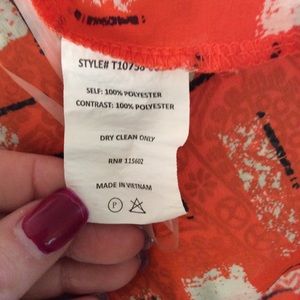 STYLE# T10758
SELF: 100% POLYESTER
CONTRAST: 100% POLYESTER
DRY CLEAN ONLY
RN# 115602
MADE IN VIETNAM
P